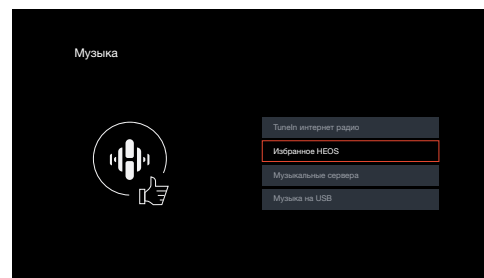 Музыка
TuneIn интернет радио
Избранное HEOS
Музыкальные сервера
Музыка на USB